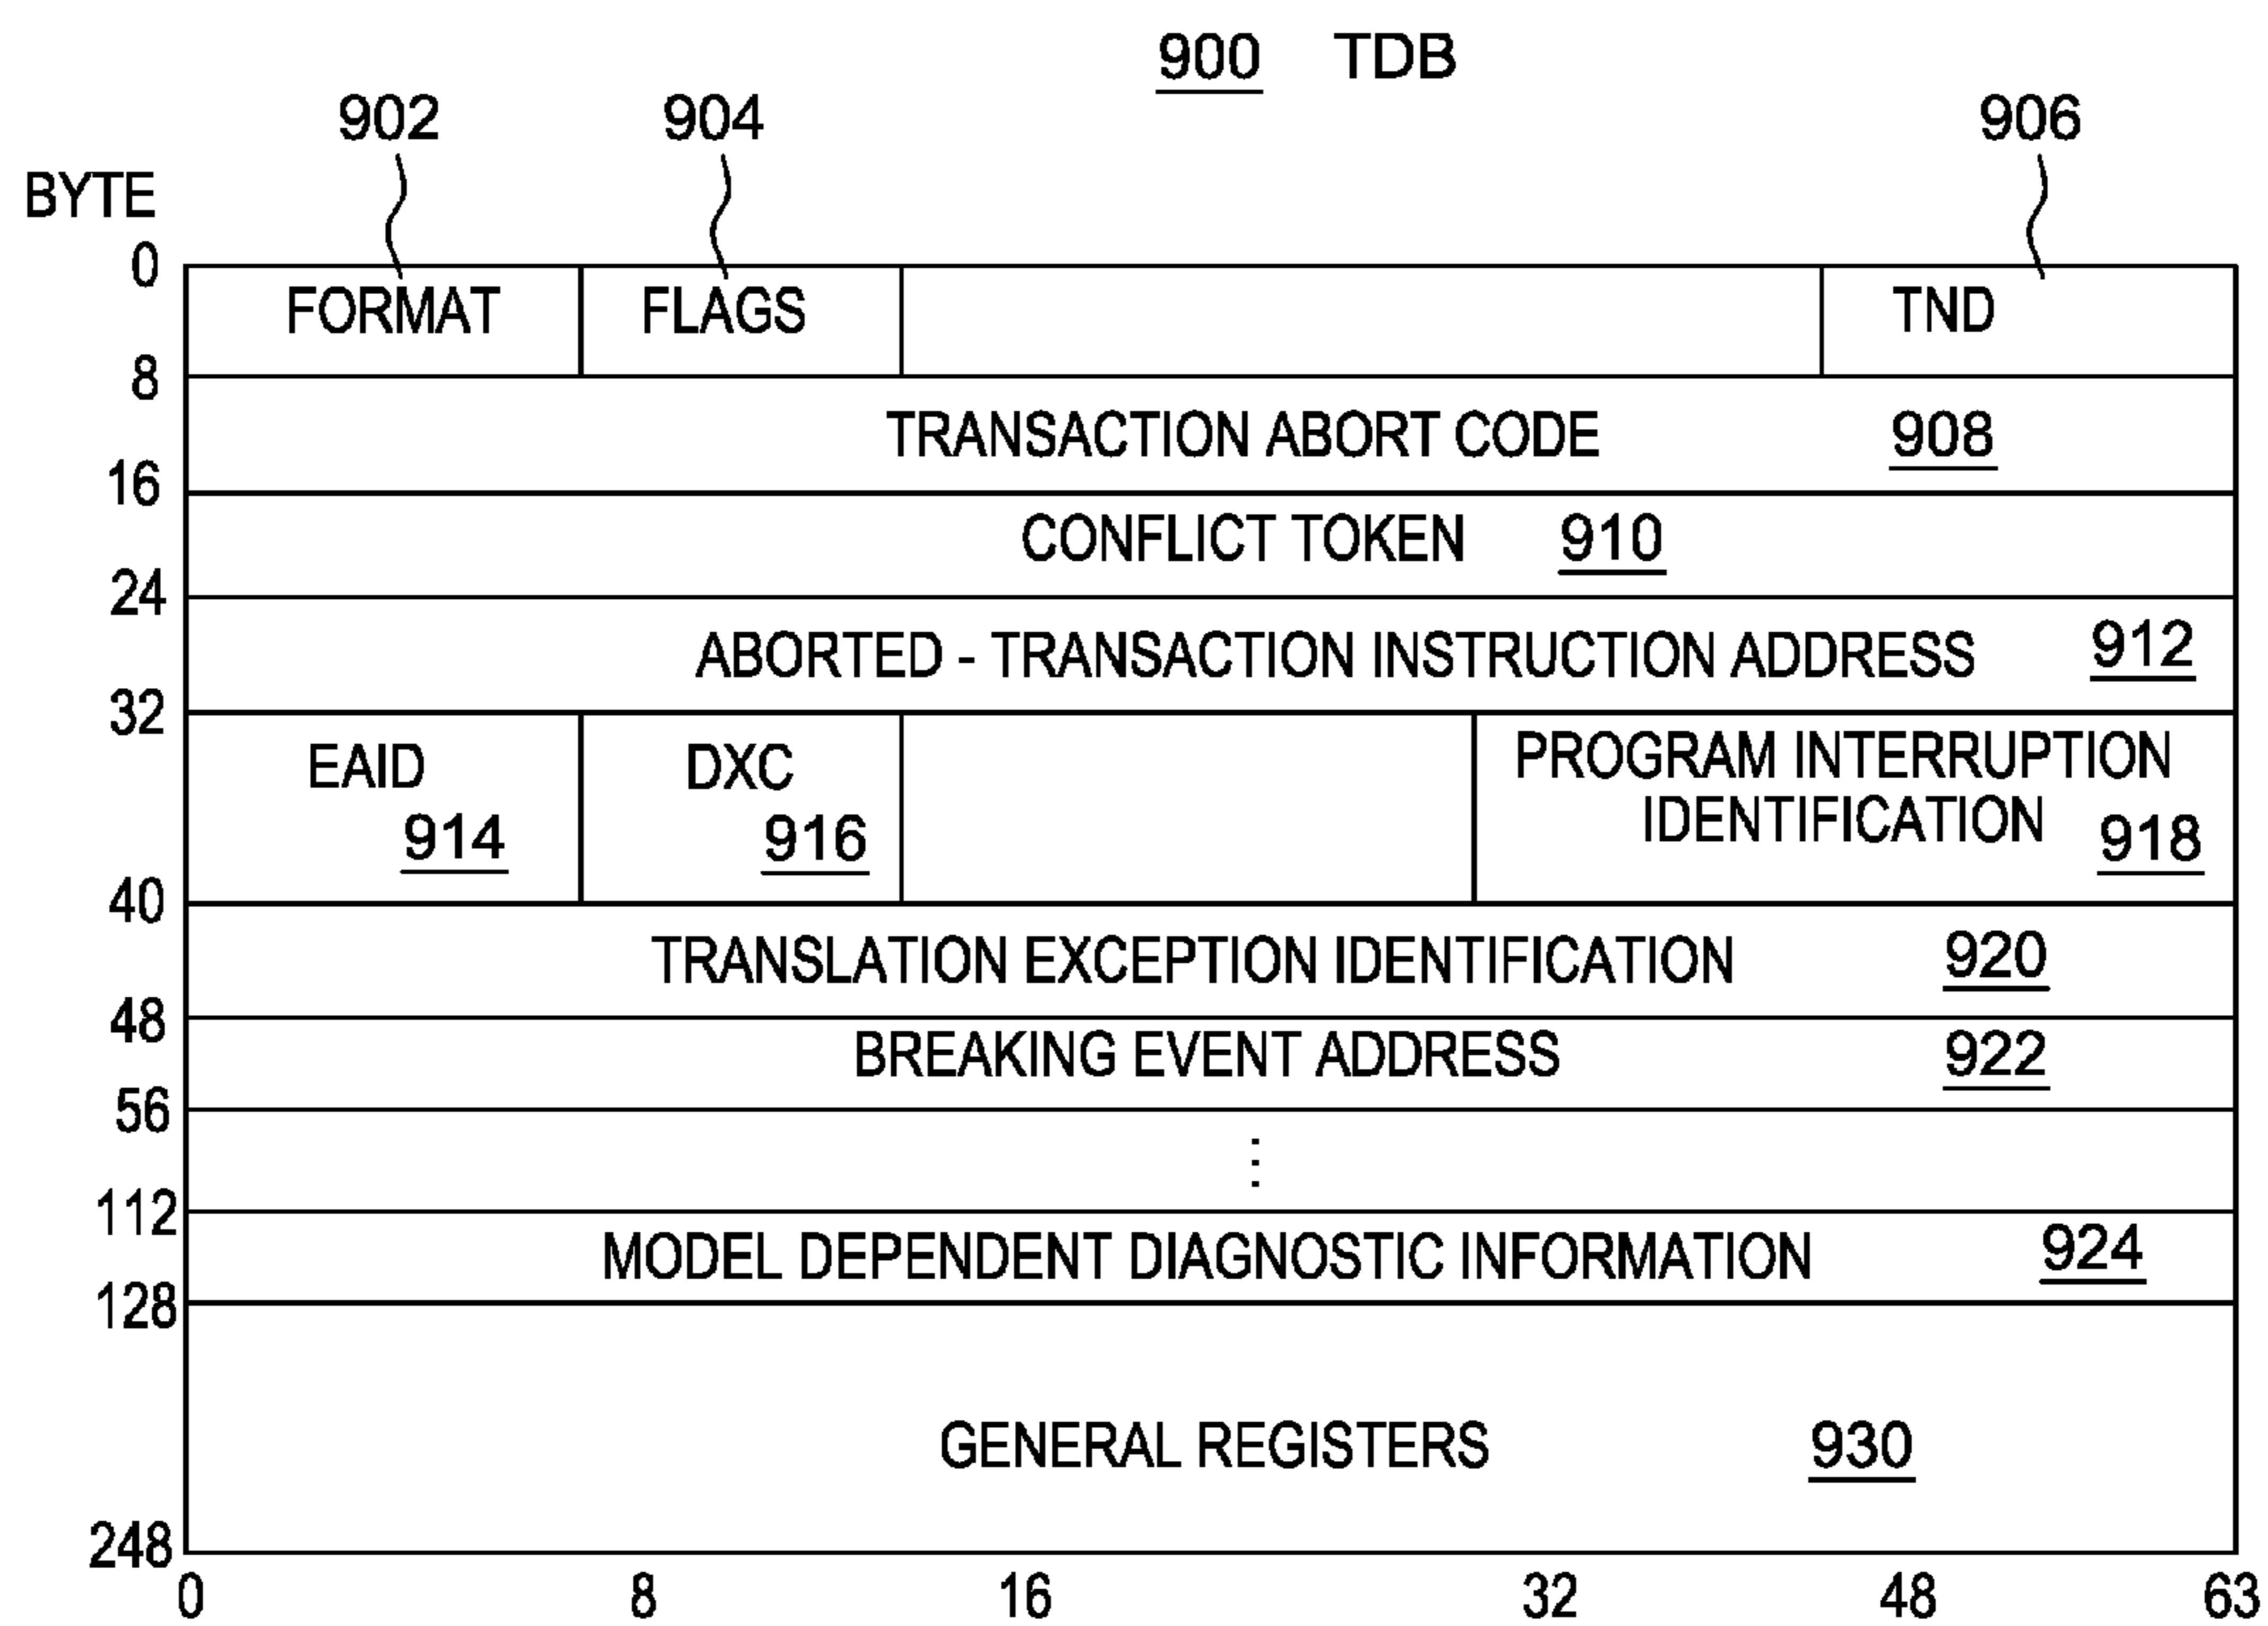 900 TDB
902 904 906
BYTE
0
FORMAT FLAGS TND
8
TRANSACTION ABORT CODE 908
16
CONFLICT TOKEN 910
24
ABORTED - TRANSACTION INSTRUCTION ADDRESS 912
32
EAID DXC PROGRAM INTERRUPTION
IDENTIFICATION
914 916 918
40
TRANSLATION EXCEPTION IDENTIFICATION 920
48
BREAKING EVENT ADDRESS 922
56
⋮
112
MODEL DEPENDENT DIAGNOSTIC INFORMATION 924
128
GENERAL REGISTERS 930
248
0 8 16 32 48 63